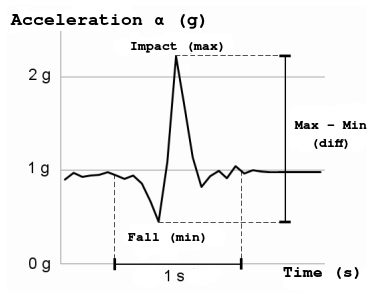 Acceleration α (g)
Impact (max)
2 g
Max - Min
(diff)
1 g
Fall (min)
0 g
1 s
Time (s)